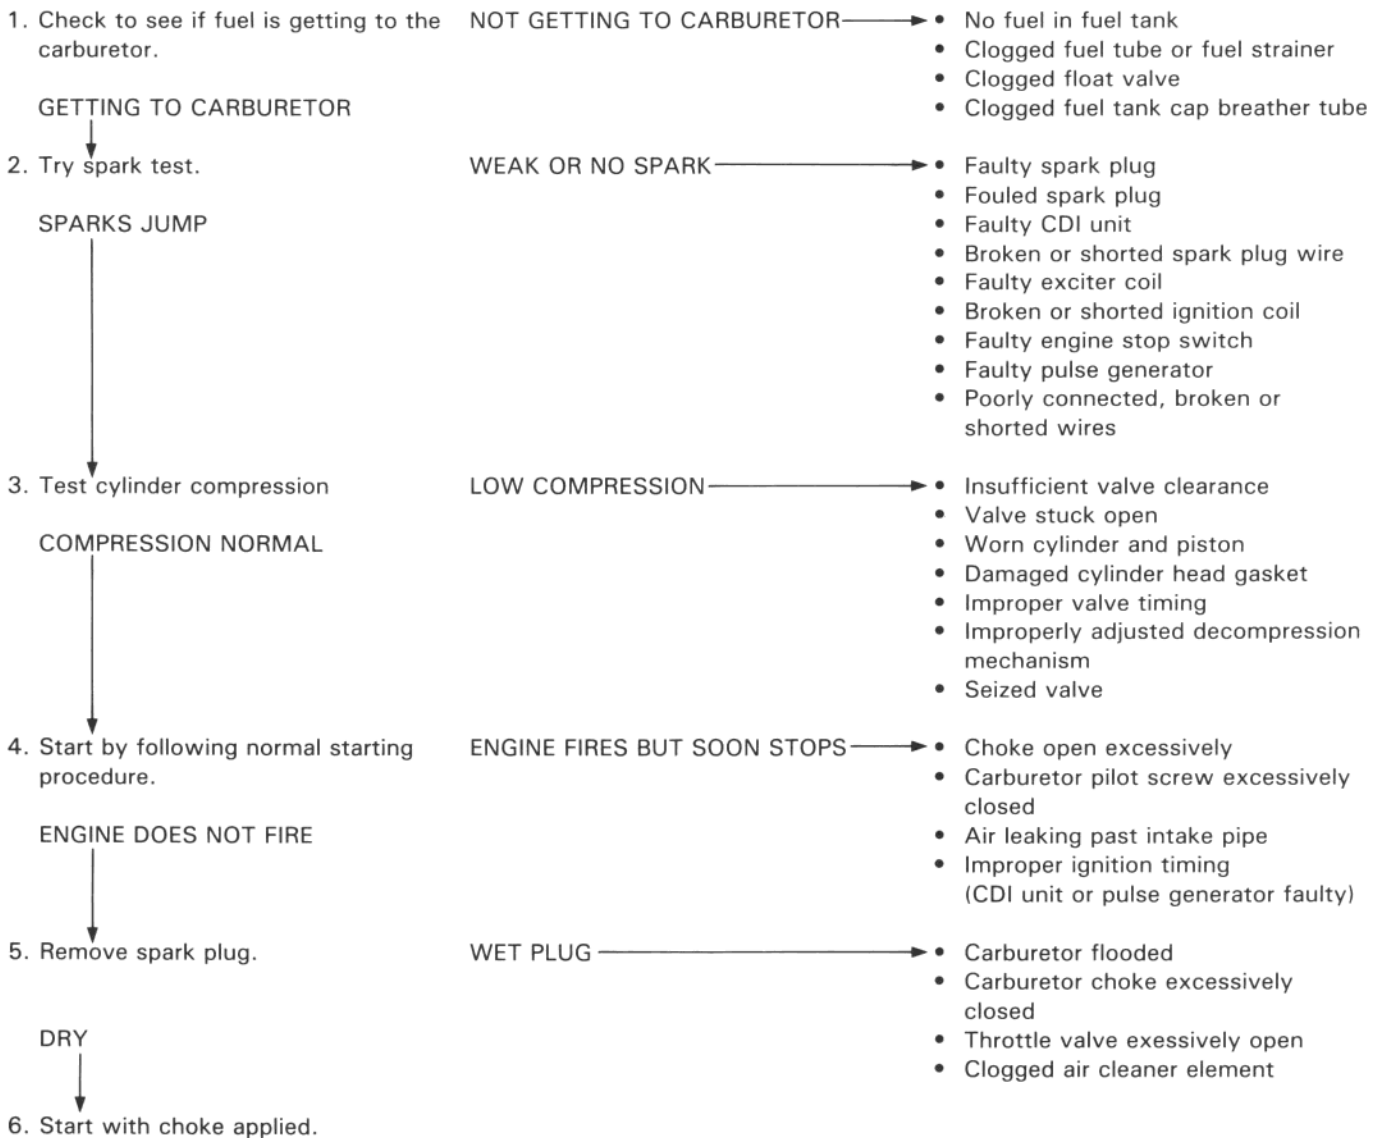 1. Check to see if fuel is getting to the
carburetor.
NOT GETTING TO CARBURETOR
• No fuel in fuel tank
• Clogged fuel tube or fuel strainer
• Clogged float valve
• Clogged fuel tank cap breather tube
GETTING TO CARBURETOR
2. Try spark test.
WEAK OR NO SPARK
• Faulty spark plug
• Fouled spark plug
• Faulty CDI unit
• Broken or shorted spark plug wire
• Faulty exciter coil
• Broken or shorted ignition coil
• Faulty engine stop switch
• Faulty pulse generator
• Poorly connected, broken or
shorted wires
SPARKS JUMP
3. Test cylinder compression
LOW COMPRESSION
• Insufficient valve clearance
• Valve stuck open
• Worn cylinder and piston
• Damaged cylinder head gasket
• Improper valve timing
• Improperly adjusted decompression
mechanism
• Seized valve
COMPRESSION NORMAL
4. Start by following normal starting
procedure.
ENGINE FIRES BUT SOON STOPS
• Choke open excessively
• Carburetor pilot screw excessively
closed
• Air leaking past intake pipe
• Improper ignition timing
(CDI unit or pulse generator faulty)
ENGINE DOES NOT FIRE
5. Remove spark plug.
WET PLUG
• Carburetor flooded
• Carburetor choke excessively
closed
• Throttle valve exessively open
• Clogged air cleaner element
DRY
6. Start with choke applied.